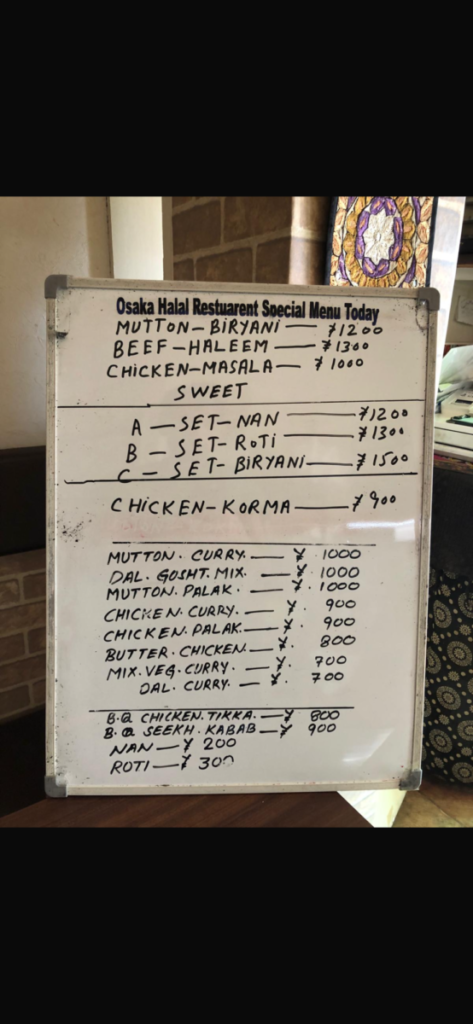 Osaka Halal Restuarent Special Menu Today
MUTTON - BIRYANI — ¥1200
BEEF - HALEEM — ¥1300
CHICKEN - MASALA — ¥ 1000
SWEET
A — SET - NAN — ¥1200
B — SET - ROTI — ¥1300
C — SET - BIRYANI — ¥1500
CHICKEN - KORMA — ¥ 900
MUTTON. CURRY. — ¥ 1000
DAL. GOSHT. MIX. — ¥ 1000
MUTTON. PALAK. — ¥. 1000
CHICKEN. CURRY. — ¥. 900
CHICKEN. PALAK. — ¥. 900
BUTTER. CHICKEN — ¥. 800
MIX. VEG. CURRY. — ¥. 700
DAL. CURRY. — ¥. 700
B.Q CHICKEN. TIKKA. — ¥ 800
B.Q SEEKH. KABAB — ¥ 900
NAN — ¥ 200
ROTI — ¥ 300